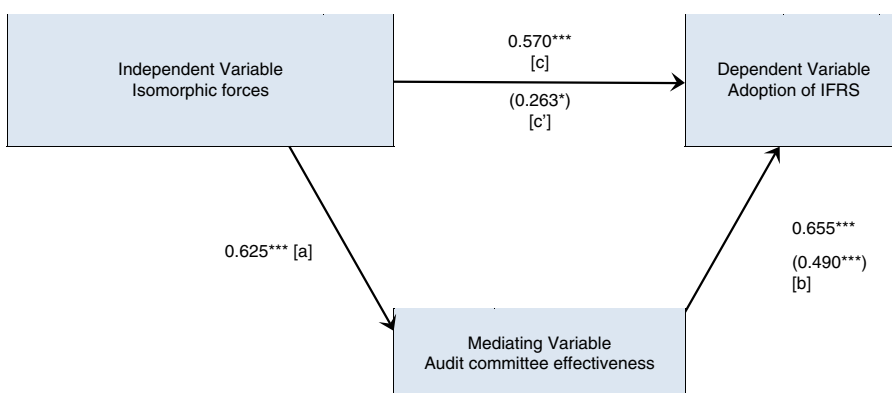 Independent Variable
Isomorphic forces
0.570***
[c]
(0.263*)
[c']
Dependent Variable
Adoption of IFRS
0.625*** [a]
0.655***
(0.490***)
[b]
Mediating Variable
Audit committee effectiveness